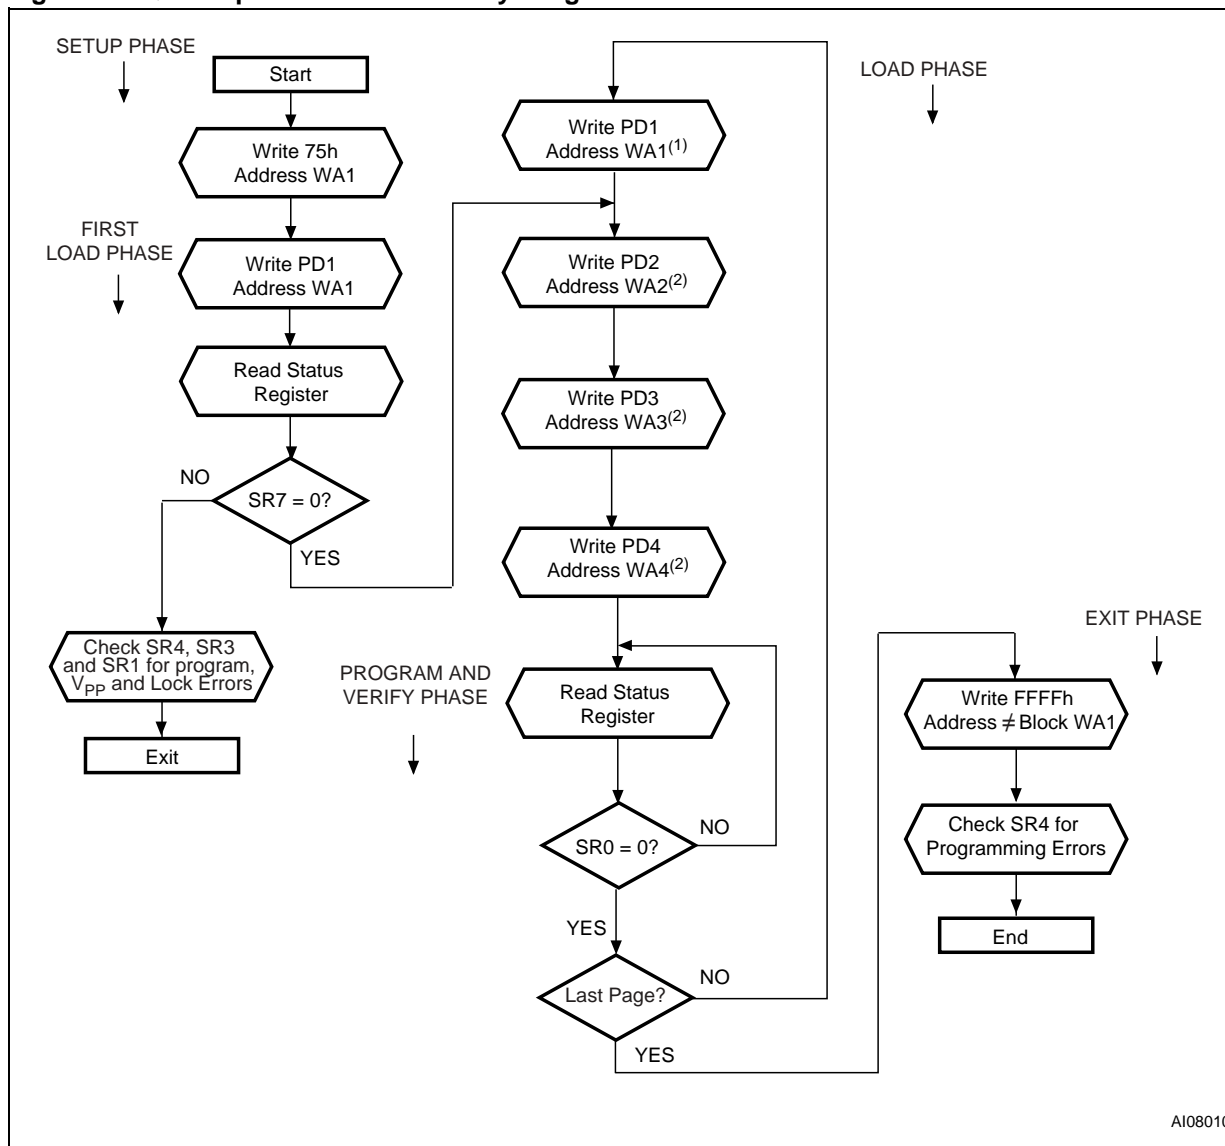 SETUP PHASE
Start
Write 75h
Address WA1
FIRST
LOAD PHASE
Write PD1
Address WA1
Read Status
Register
NO
SR7 = 0?
YES
Check SR4, SR3
and SR1 for program,
VPP and Lock Errors
Exit
LOAD PHASE
Write PD1
Address WA1(1)
Write PD2
Address WA2(2)
Write PD3
Address WA3(2)
Write PD4
Address WA4(2)
PROGRAM AND
VERIFY PHASE
Read Status
Register
NO
SR0 = 0?
YES
NO
Last Page?
YES
EXIT PHASE
Write FFFFh
Address ≠ Block WA1
Check SR4 for
Programming Errors
End
AI08010